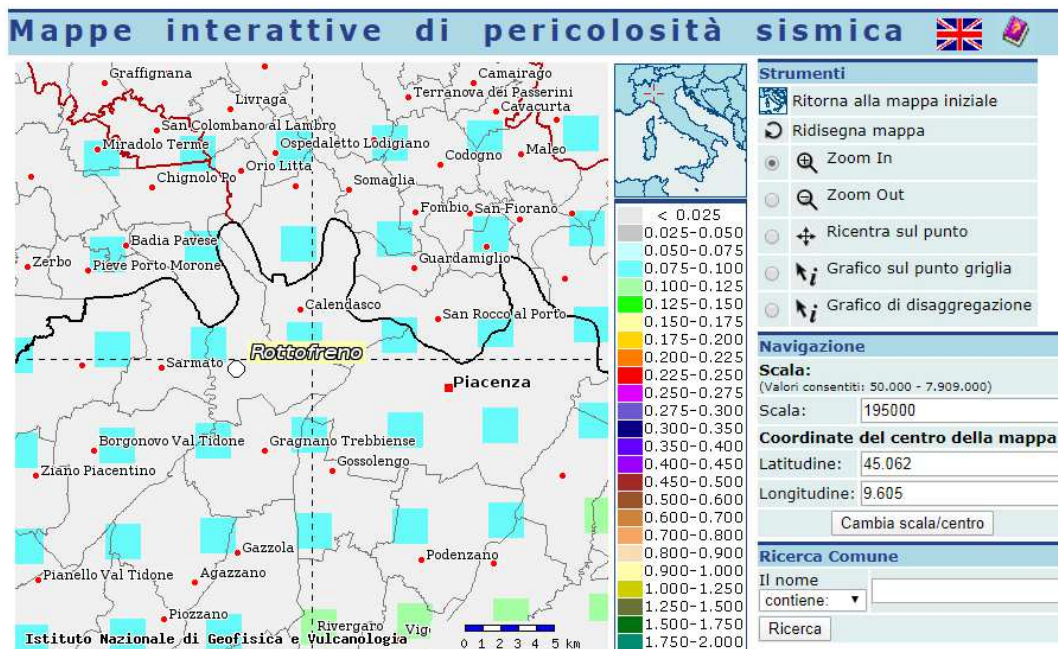 Mappe interattive di pericolosità sismica
Graffignana
Camairago
Terranova dei Passerini
Livraga
Cavacurta
San Colombano al Lambro
Miradolo Terme
Ospedaletto Lodigiano
Maleo
Codogno
Orio Litta
Chignolo Po
Somaglia
Fombio
San Fiorano
Badia Pavese
Zerbo
Pieve Porto Morone
Guardamiglio
Calendasco
San Rocco al Porto
Rottofreno
Sarmato
Piacenza
Borgonovo Val Tidone
Gragnano Trebbiense
Ziano Piacentino
Gossolengo
Gazzola
Podenzano
Pianello Val Tidone
Agazzano
Piozzano
Rivergaro
Vigo
Istituto Nazionale di Geofisica e Vulcanologia
0 1 2 3 4 5 km
< 0.025
0.025-0.050
0.050-0.075
0.075-0.100
0.100-0.125
0.125-0.150
0.150-0.175
0.175-0.200
0.200-0.225
0.225-0.250
0.250-0.275
0.275-0.300
0.300-0.350
0.350-0.400
0.400-0.450
0.450-0.500
0.500-0.600
0.600-0.700
0.700-0.800
0.800-0.900
0.900-1.000
1.000-1.250
1.250-1.500
1.500-1.750
1.750-2.000
Strumenti
Ritorna alla mappa iniziale
Ridisegna mappa
Zoom In
Zoom Out
Ricentra sul punto
Grafico sul punto griglia
Grafico di disaggregazione
Navigazione
Scala:
(Valori consentiti: 50.000 - 7.909.000)
Scala: 195000
Coordinate del centro della mappa
Latitudine: 45.062
Longitudine: 9.605
Cambia scala/centro
Ricerca Comune
Il nome
contiene:
Ricerca